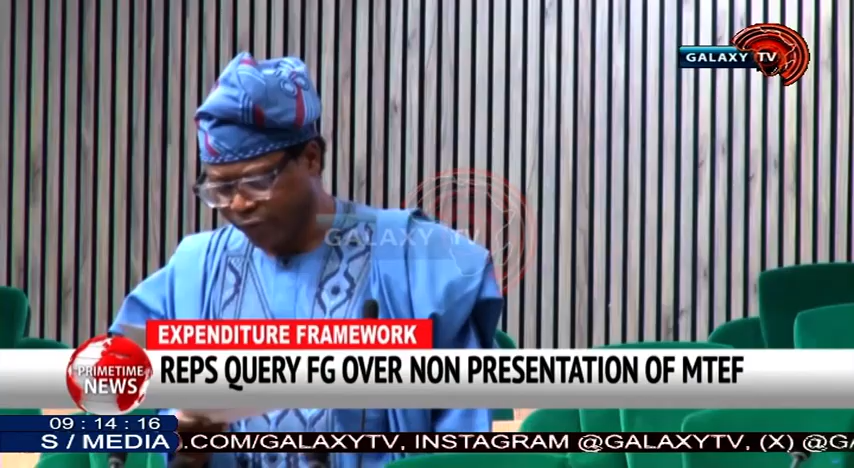 GALAXY TV
GALAXY TV
EXPENDITURE FRAMEWORK
REPS QUERY FG OVER NON PRESENTATION OF MTEF
PRIMETIME
NEWS
09:14:16
S / MEDIA
.COM/GALAXYTV, INSTAGRAM @GALAXYTV, (X) @GA